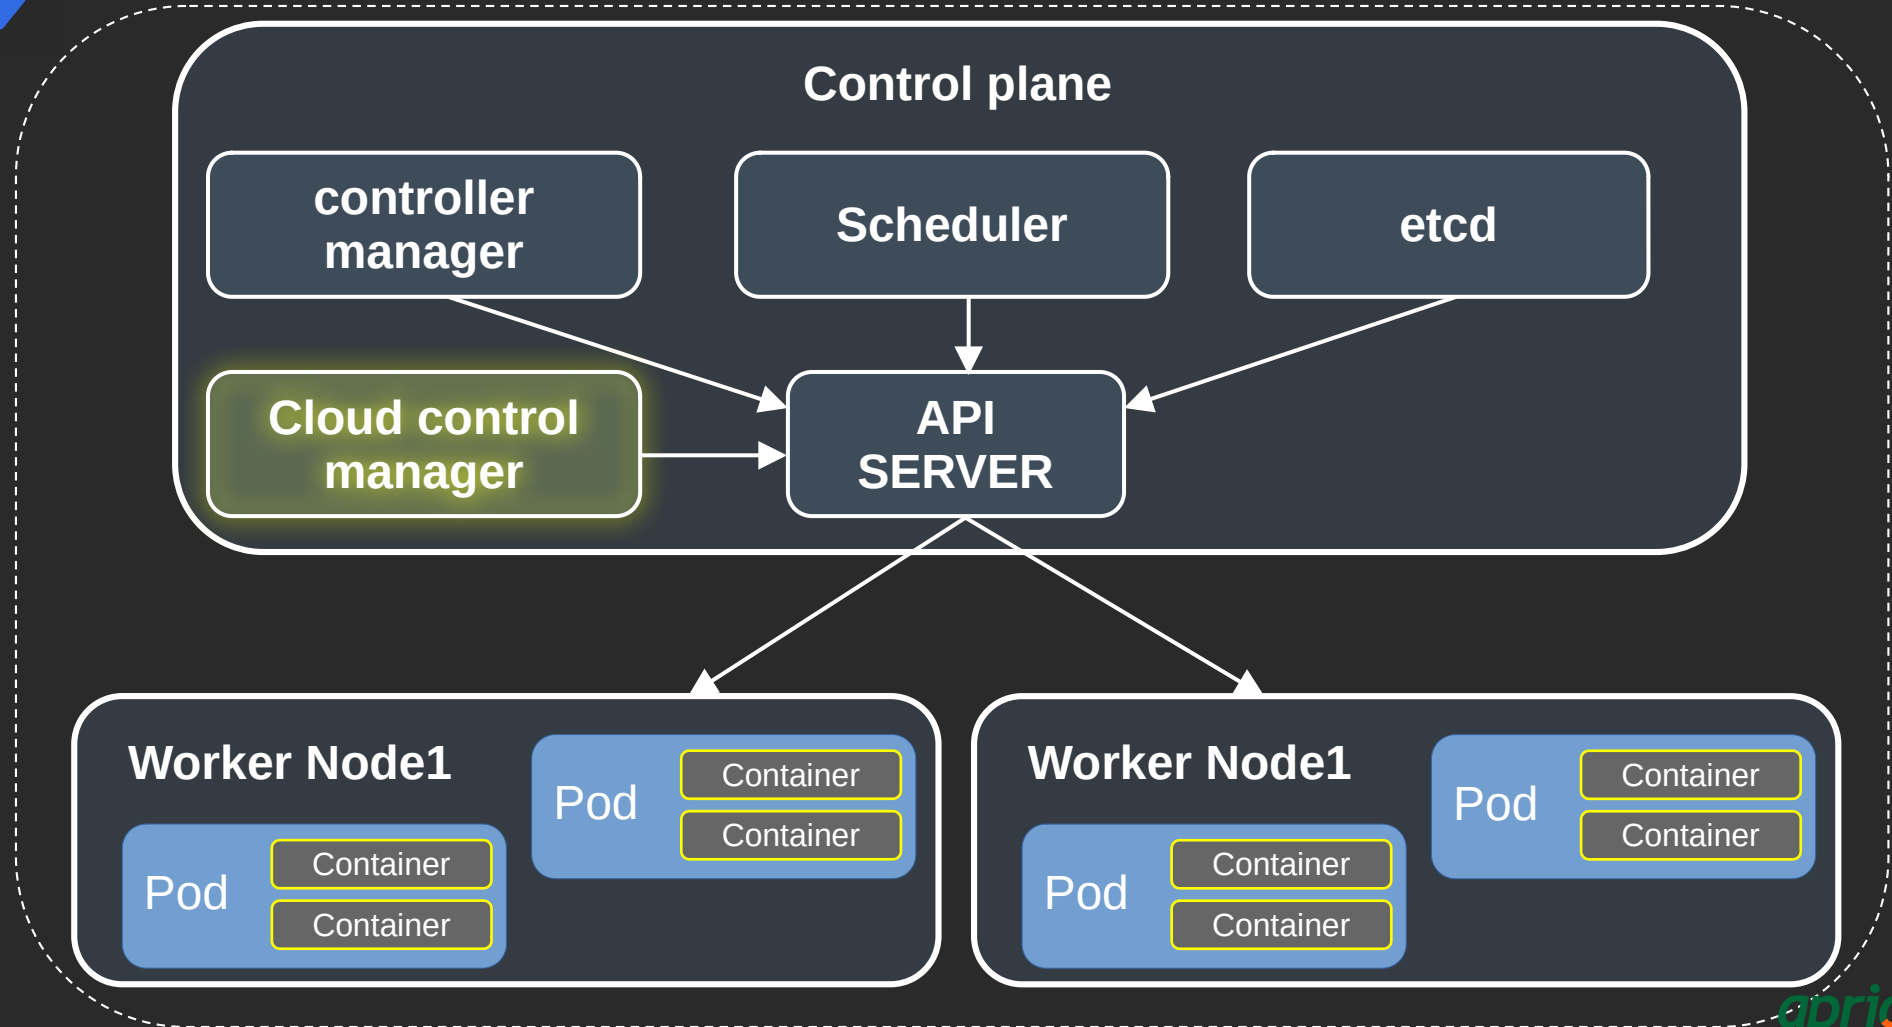 Control plane
controller
manager
Scheduler
etcd
Cloud control
manager
API
SERVER
Worker Node1
Pod
Container
Container
Pod
Container
Container
Worker Node1
Pod
Container
Container
Pod
Container
Container